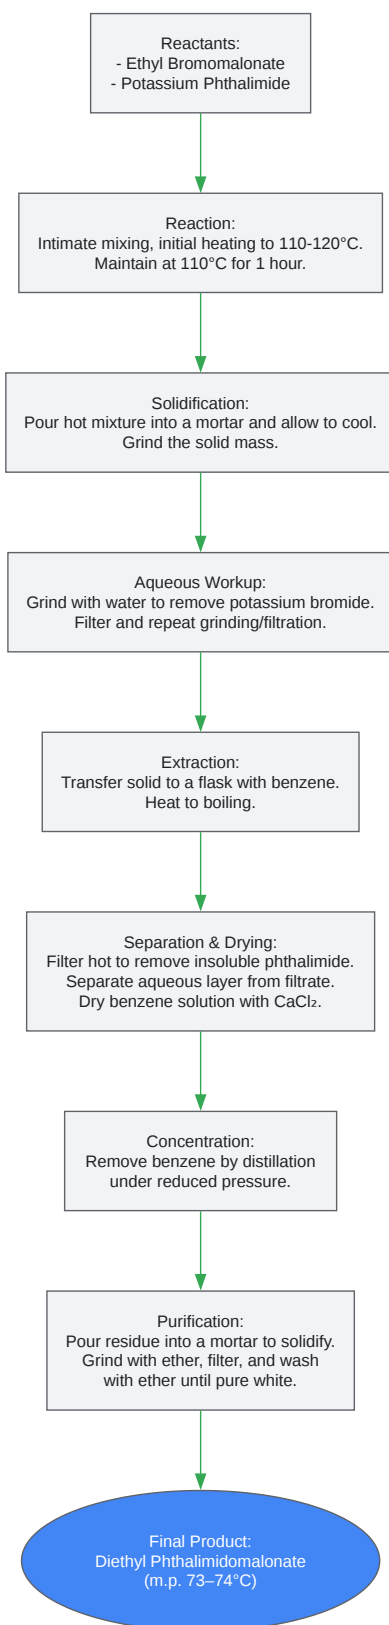 Reactants:
- Ethyl Bromomalonate
- Potassium Phthalimide
Reaction:
Intimate mixing, initial heating to 110-120°C.
Maintain at 110°C for 1 hour.
Solidification:
Pour hot mixture into a mortar and allow to cool.
Grind the solid mass.
Aqueous Workup:
Grind with water to remove potassium bromide.
Filter and repeat grinding/filtration.
Extraction:
Transfer solid to a flask with benzene.
Heat to boiling.
Separation & Drying:
Filter hot to remove insoluble phthalimide.
Separate aqueous layer from filtrate.
Dry benzene solution with CaCl₂.
Concentration:
Remove benzene by distillation
under reduced pressure.
Purification:
Pour residue into a mortar to solidify.
Grind with ether, filter, and wash
with ether until pure white.
Final Product:
Diethyl Phthalimidomalonate
(m.p. 73–74°C)